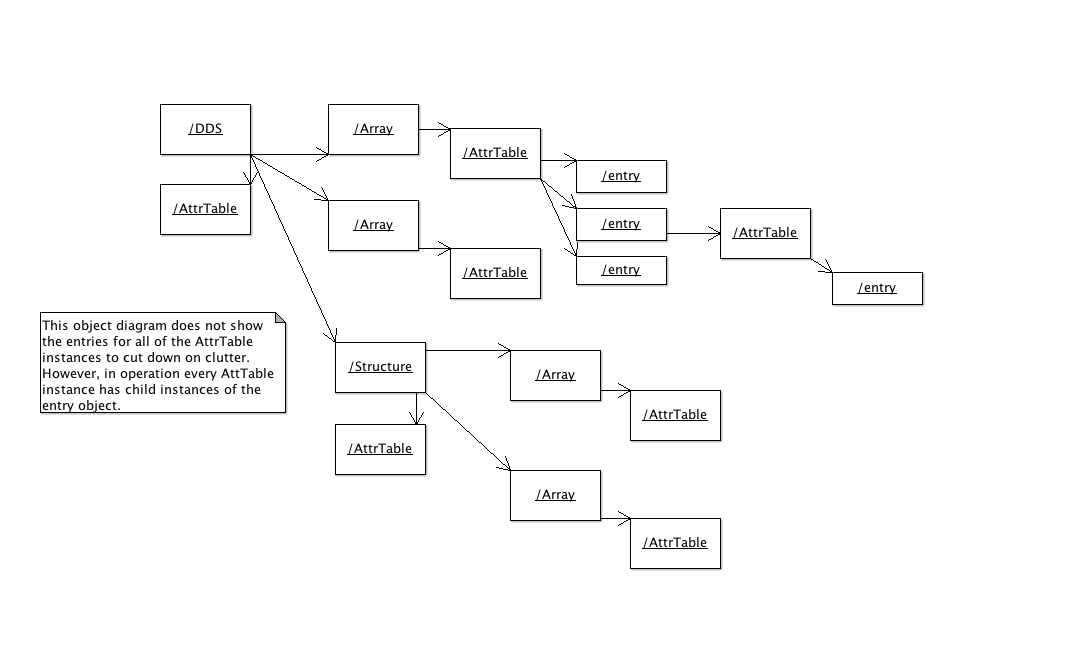 /DDS
/Array
/AttrTable
/entry
/AttrTable
/Array
/entry
/AttrTable
/AttrTable
/entry
/entry
This object diagram does not show
the entries for all of the AttrTable
instances to cut down on clutter.
However, in operation every AttTable
instance has child instances of the
entry object.
/Structure
/Array
/AttrTable
/AttrTable
/Array
/AttrTable